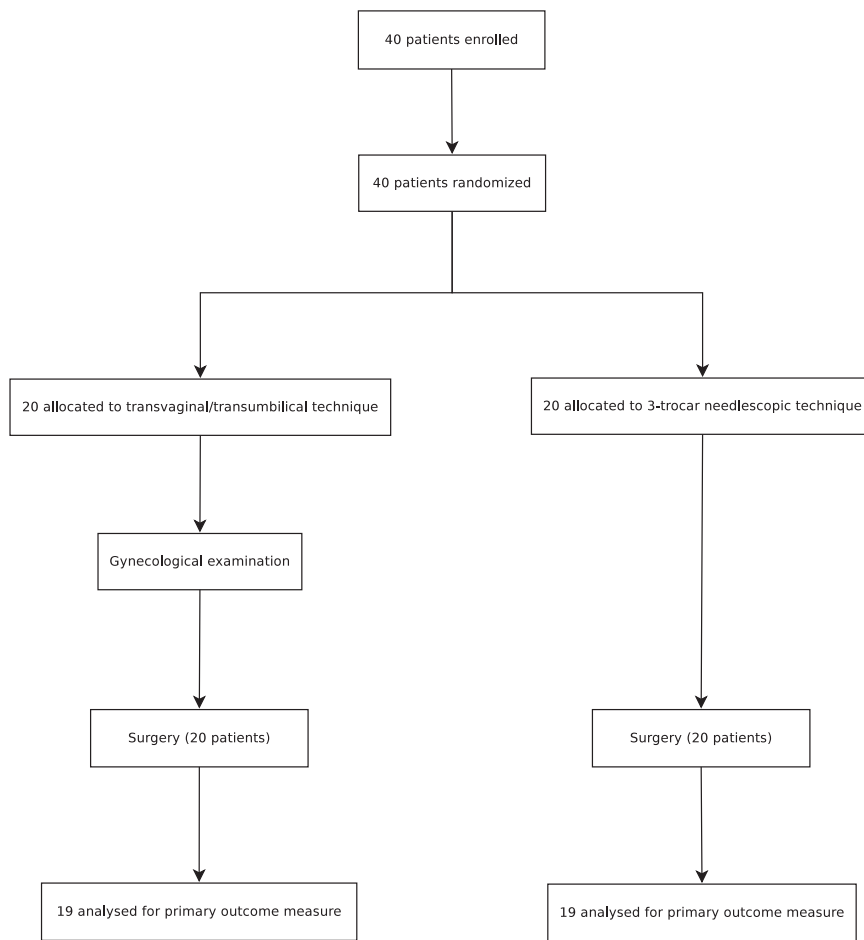 40 patients enrolled
40 patients randomized
20 allocated to transvaginal/transumbilical technique
20 allocated to 3-trocar needlescopic technique
Gynecological examination
Surgery (20 patients)
Surgery (20 patients)
19 analysed for primary outcome measure
19 analysed for primary outcome measure